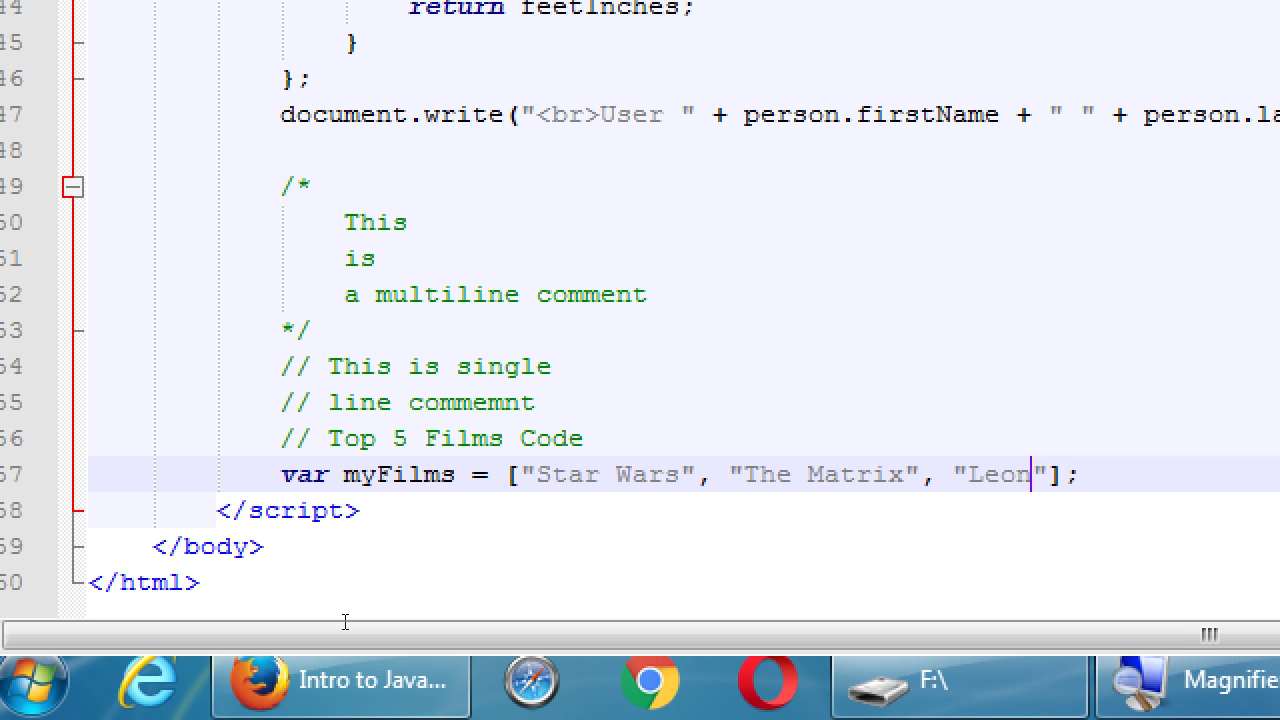 44 return feetInches;
45 }
46 };
47 document.write("<br>User " + person.firstName + " " + person.la
48
49 /*
50 This
51 is
52 a multiline comment
53 */
54 // This is single
55 // line commemnt
56 // Top 5 Films Code
57 var myFilms = ["Star Wars", "The Matrix", "Leon"];
58 </script>
59 </body>
60 </html>
Intro to Java... F:\ Magnifie